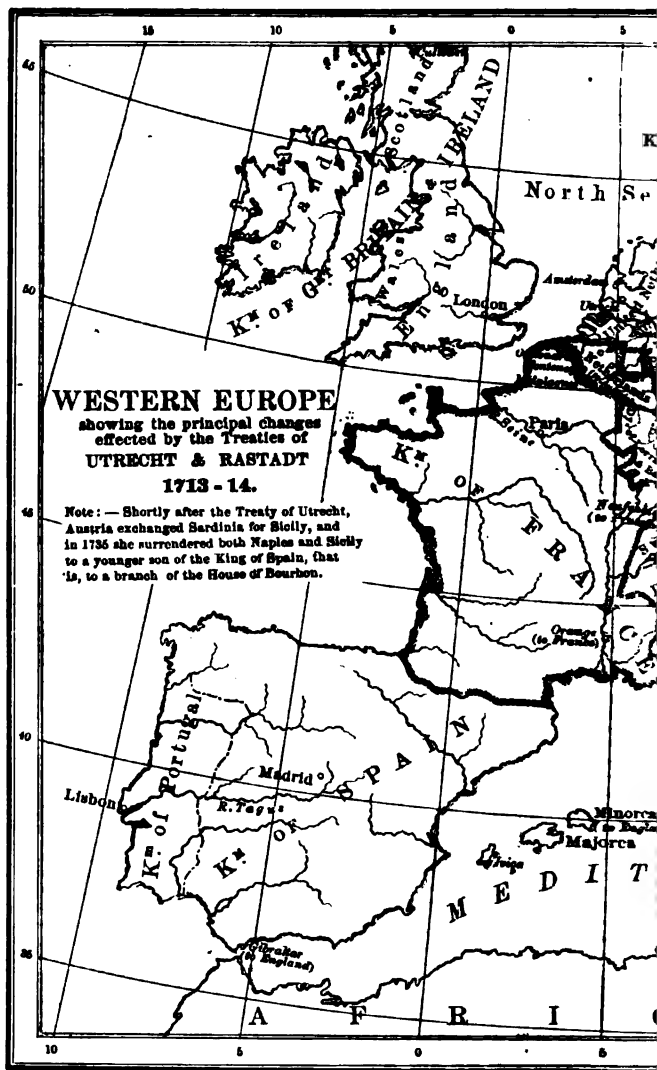 15
10
5
0
5
55
Scotland
K
North Se
Ireland
KM. OF GT. BRITAIN & IRELAND
Wales
England
Amsterdam
50
London
WESTERN EUROPE
showing the principal changes
effected by the Treaties of
UTRECHT & RASTADT
1713-14.
Note: — Shortly after the Treaty of Utrecht,
Austria exchanged Sardinia for Sicily, and
in 1735 she surrendered both Naples and Sicily
to a younger son of the King of Spain, that
is, to a branch of the House of Bourbon.
Paris
Seine
KM. OF FRA
45
Orange
(to France)
40
KM. of Portugal
Madrid
KM. OF SPAIN
Lisbon
R. Tagus
Minorca
to Engla
Majorca
Iviça
MEDIT
35
Gibraltar
(to England)
AFRIC
10
5
0
5